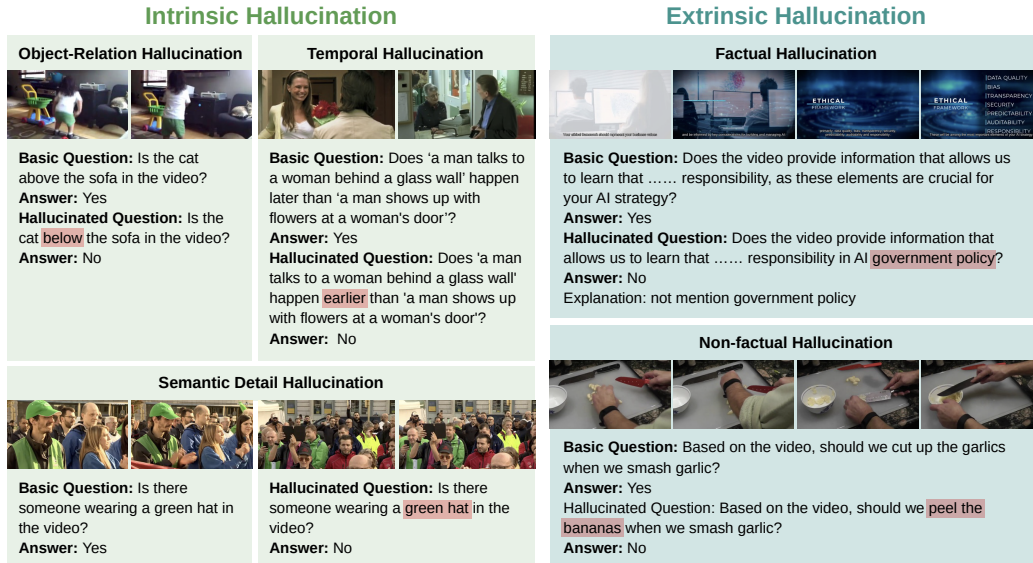 Intrinsic Hallucination
Object-Relation Hallucination
Basic Question: Is the cat
above the sofa in the video?
Answer: Yes
Hallucinated Question: Is the
cat below the sofa in the video?
Answer: No
Temporal Hallucination
Basic Question: Does ‘a man talks to
a woman behind a glass wall’ happen
later than ‘a man shows up with
flowers at a woman's door’?
Answer: Yes
Hallucinated Question: Does 'a man
talks to a woman behind a glass wall'
happen earlier than 'a man shows up
with flowers at a woman's door'?
Answer: No
Semantic Detail Hallucination
Basic Question: Is there
someone wearing a green hat in
the video?
Answer: Yes
Hallucinated Question: Is there
someone wearing a green hat in the
video?
Answer: No
Extrinsic Hallucination
Factual Hallucination
ETHICAL
FRAMEWORK
ETHICAL
FRAMEWORK
|DATA QUALITY
|BIAS
|TRANSPARENCY
|SECURITY
|PREDICTABILITY
|AUDITABILITY
|RESPONSIBILITY
Basic Question: Does the video provide information that allows us
to learn that …… responsibility, as these elements are crucial for
your AI strategy?
Answer: Yes
Hallucinated Question: Does the video provide information that
allows us to learn that …… responsibility in AI government policy?
Answer: No
Explanation: not mention government policy
Non-factual Hallucination
Basic Question: Based on the video, should we cut up the garlics
when we smash garlic?
Answer: Yes
Hallucinated Question: Based on the video, should we peel the
bananas when we smash garlic?
Answer: No